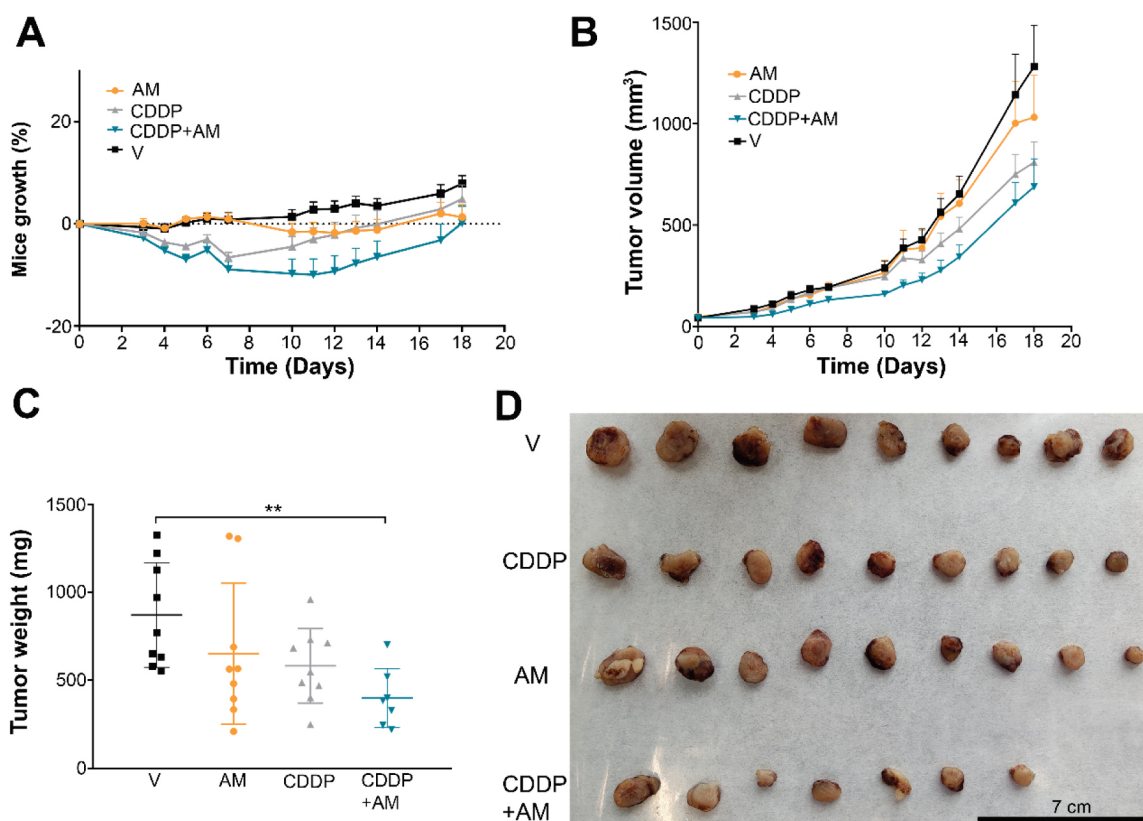 A
Mice growth (%)
20
0
-20
AM
CDDP
CDDP+AM
V
0 2 4 6 8 10 12 14 16 18 20
Time (Days)
B
Tumor volume (mm³)
1500
1000
500
0
AM
CDDP
CDDP+AM
V
0 2 4 6 8 10 12 14 16 18 20
Time (Days)
C
Tumor weight (mg)
1500
1000
500
0
**
V AM CDDP CDDP
+AM
D
V
CDDP
AM
CDDP
+AM
7 cm